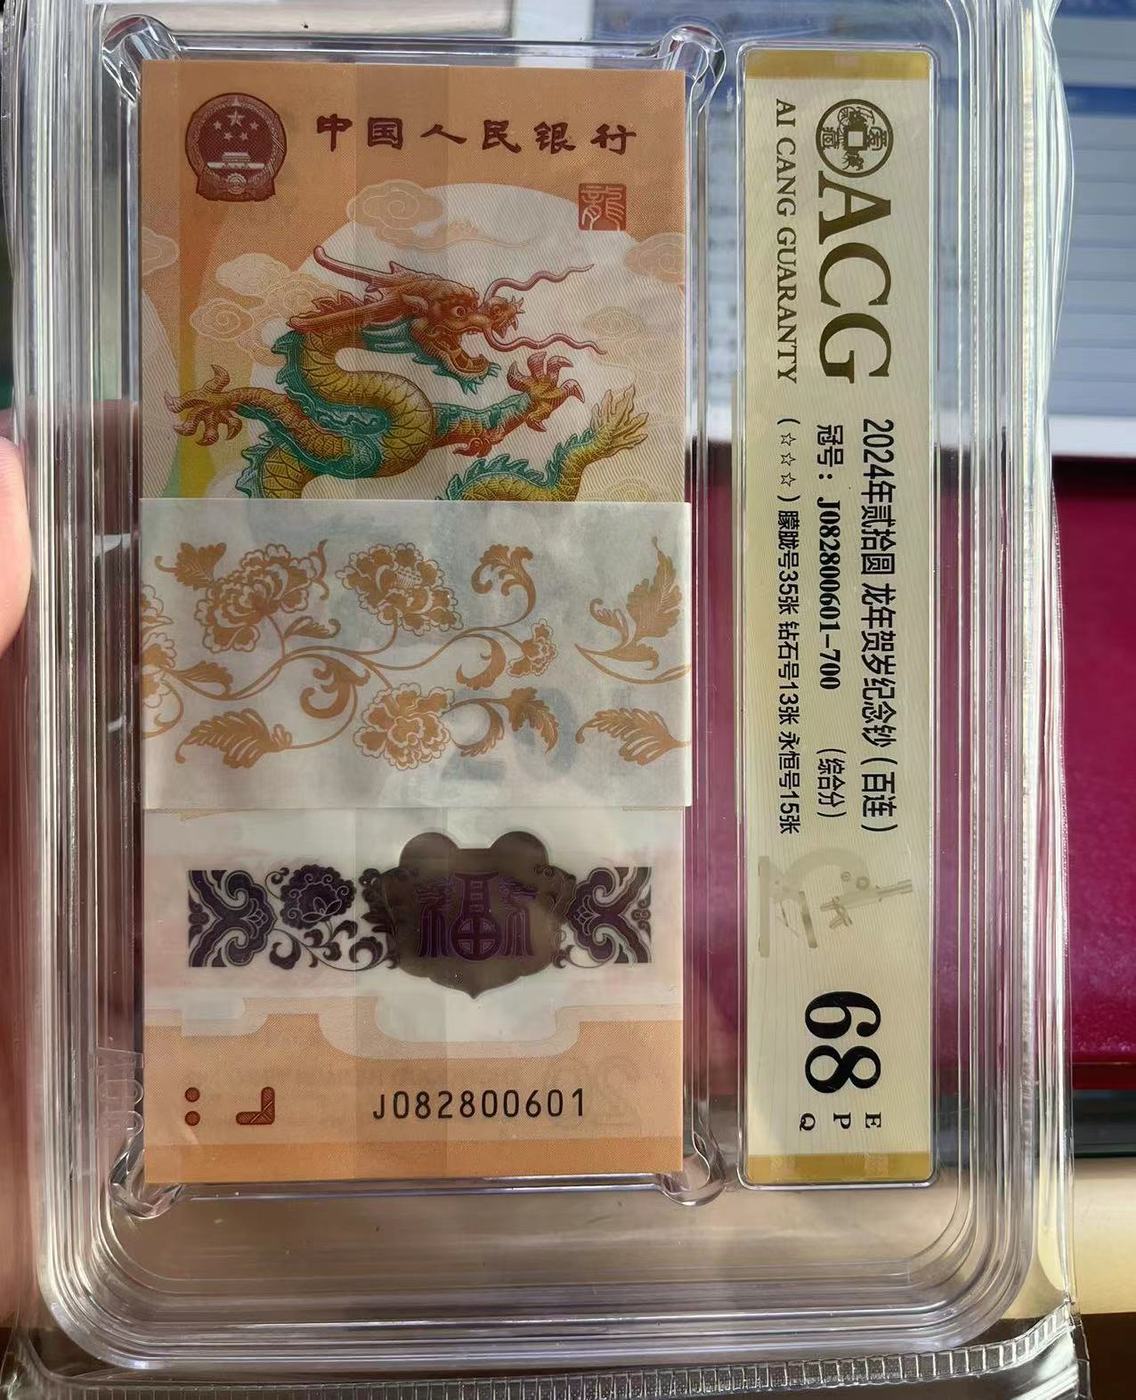 中国人民银行
龍
福
J082800601
20
ACG
AI CANG GUARANTY
2024年贰拾圆 龙年贺岁纪念钞（百连）
冠号：J082800601-700 （综合分）
（☆☆☆）朦胧号35张 钻石号13张 永恒号15张
68
E
P
Q